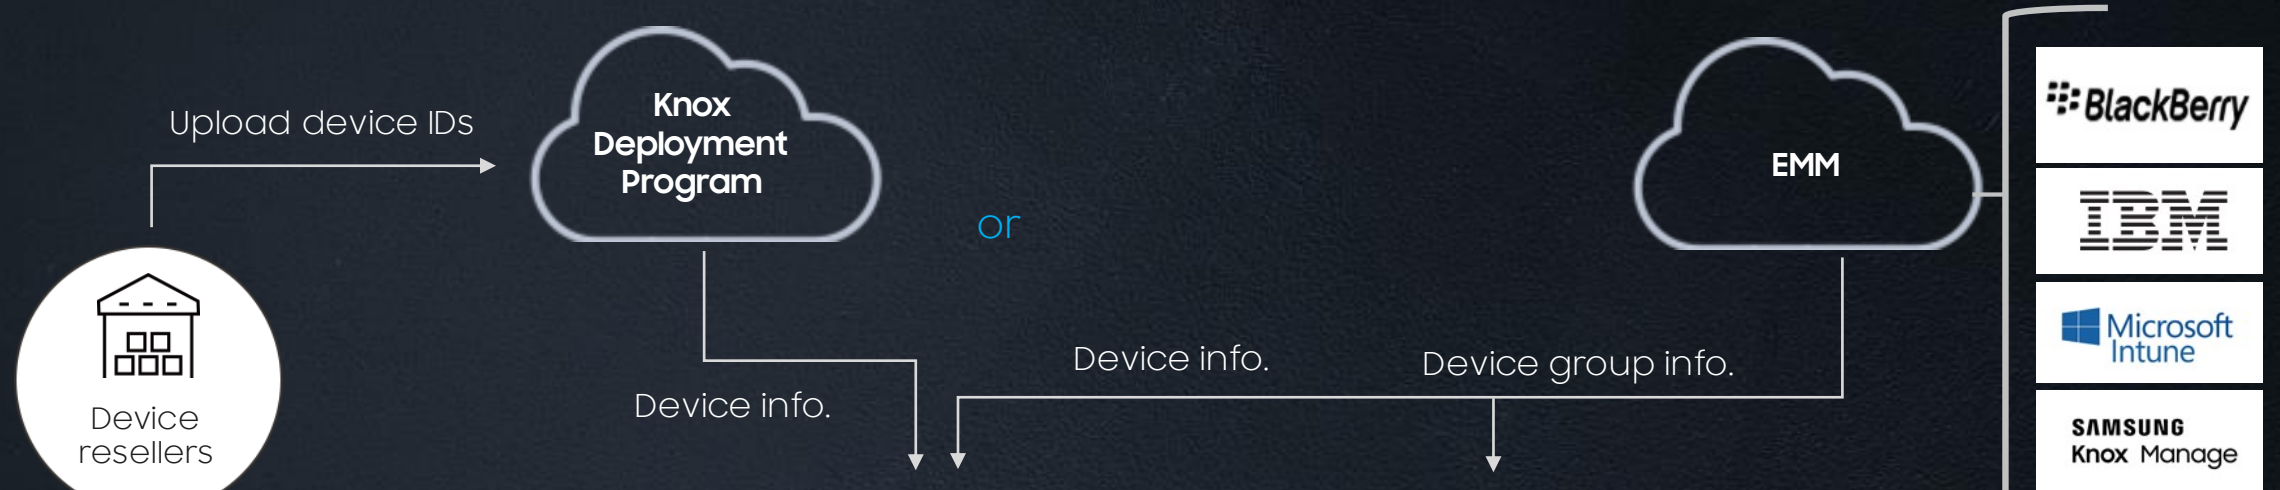 Upload device IDs
Knox
Deployment
Program
or
EMM
Device info.
Device info.
Device group info.
Device
resellers
BlackBerry
IBM
Microsoft
Intune
SAMSUNG
Knox Manage